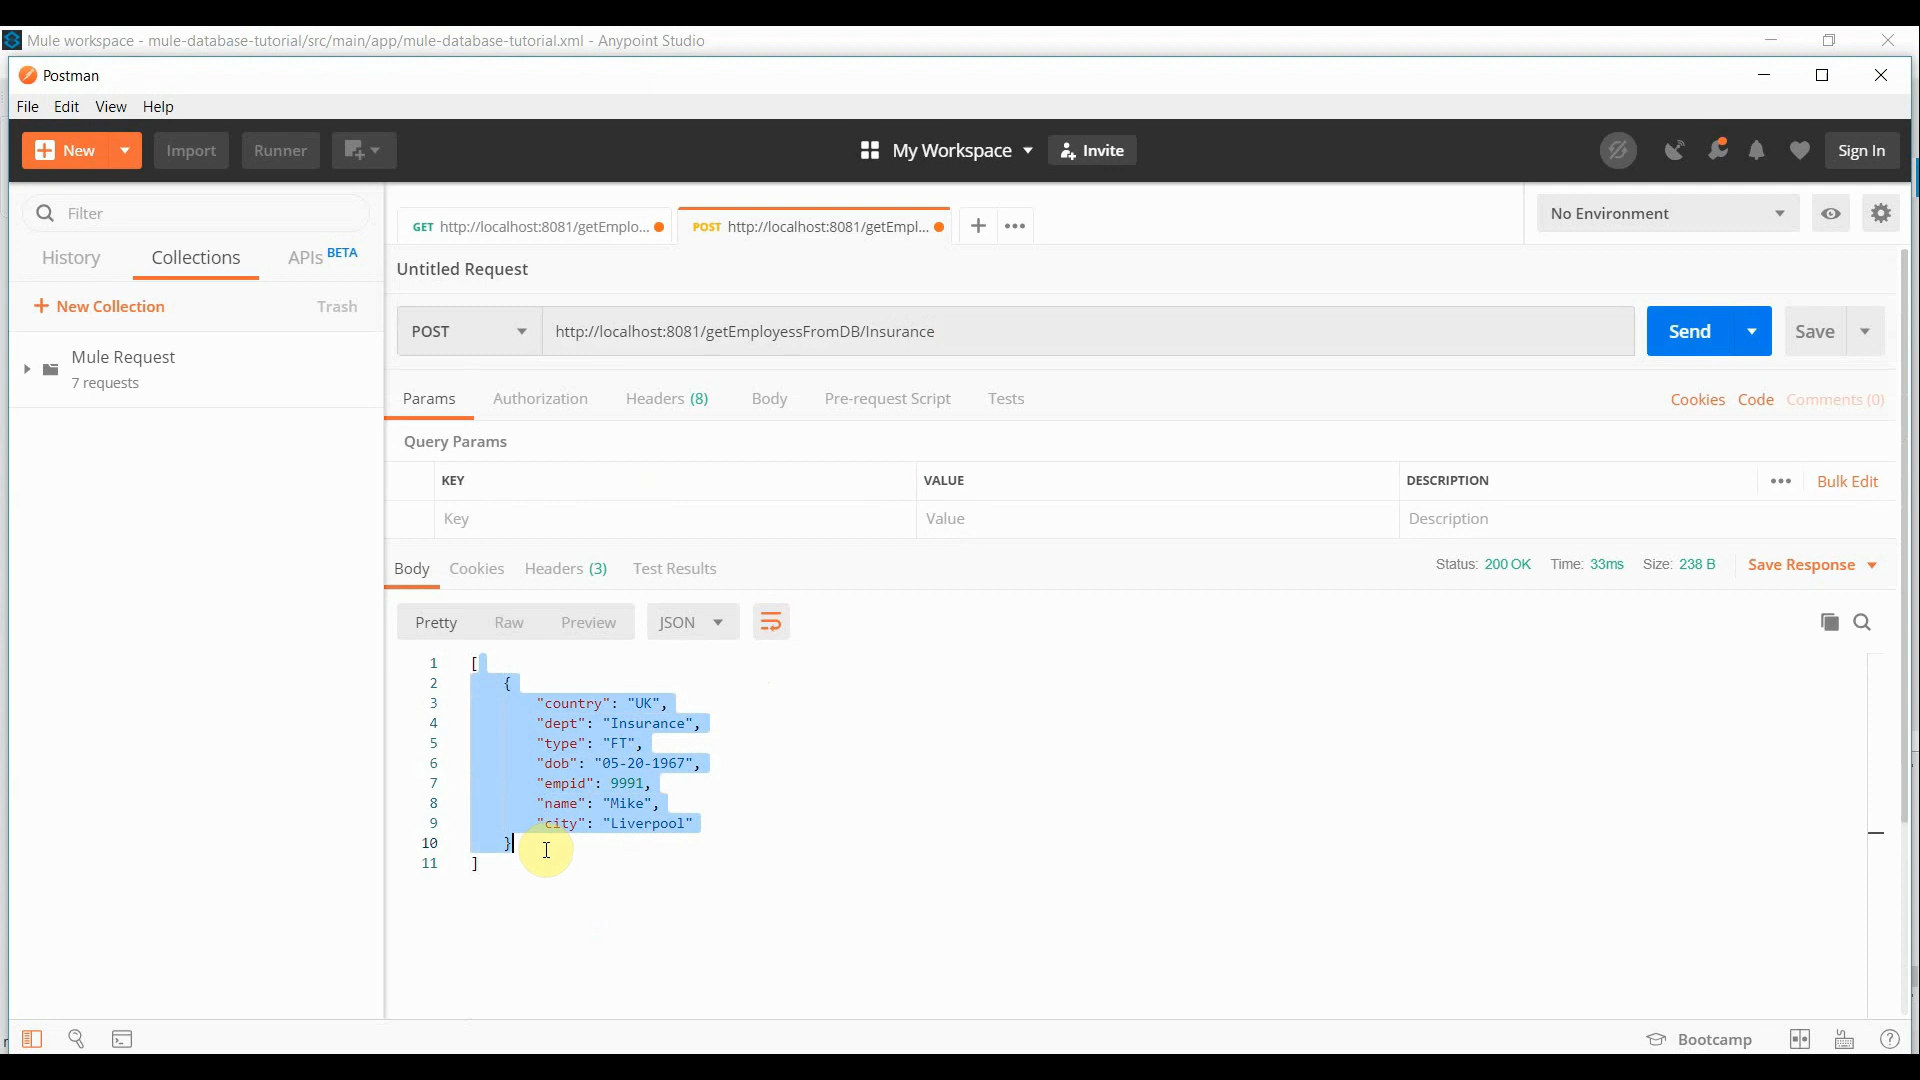 Mule workspace - mule-database-tutorial/src/main/app/mule-database-tutorial.xml - Anypoint Studio
Postman
File Edit View Help
New Import Runner My Workspace Invite Sign In
Filter
GET http://localhost:8081/getEmplo... POST http://localhost:8081/getEmpl... No Environment
History Collections APIs BETA
Untitled Request
New Collection Trash
POST http://localhost:8081/getEmployessFromDB/Insurance Send Save
Mule Request
7 requests
Params Authorization Headers (8) Body Pre-request Script Tests Cookies Code Comments (0)
Query Params
KEY VALUE DESCRIPTION Bulk Edit
Key Value Description
Body Cookies Headers (3) Test Results Status: 200 OK Time: 33ms Size: 238 B Save Response
Pretty Raw Preview JSON
1 [
2 {
3 "country": "UK",
4 "dept": "Insurance",
5 "type": "FT",
6 "dob": "05-20-1967",
7 "empid": 9991,
8 "name": "Mike",
9 "city": "Liverpool"
10 }
11 ]
Bootcamp